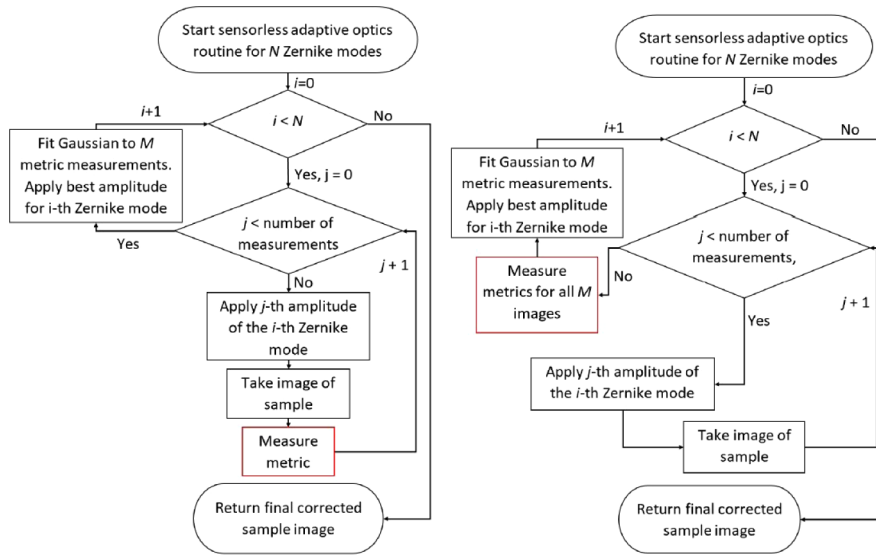 Start sensorless adaptive optics
routine for N Zernike modes
i=0
i+1
i < N
No
Fit Gaussian to M
metric measurements.
Apply best amplitude
for i-th Zernike mode
Yes, j = 0
j < number of
measurements
Yes
j + 1
No
Apply j-th amplitude
of the i-th Zernike
mode
Take image of
sample
Measure
metric
Return final corrected
sample image
Start sensorless adaptive optics
routine for N Zernike modes
i=0
i+1
i < N
No
Fit Gaussian to M
metric measurements.
Apply best amplitude
for i-th Zernike mode
Yes, j = 0
j < number of
measurements,
No
Measure
metrics for all M
images
j + 1
Yes
Apply j-th amplitude of
the i-th Zernike mode
Take image of
sample
Return final corrected
sample image